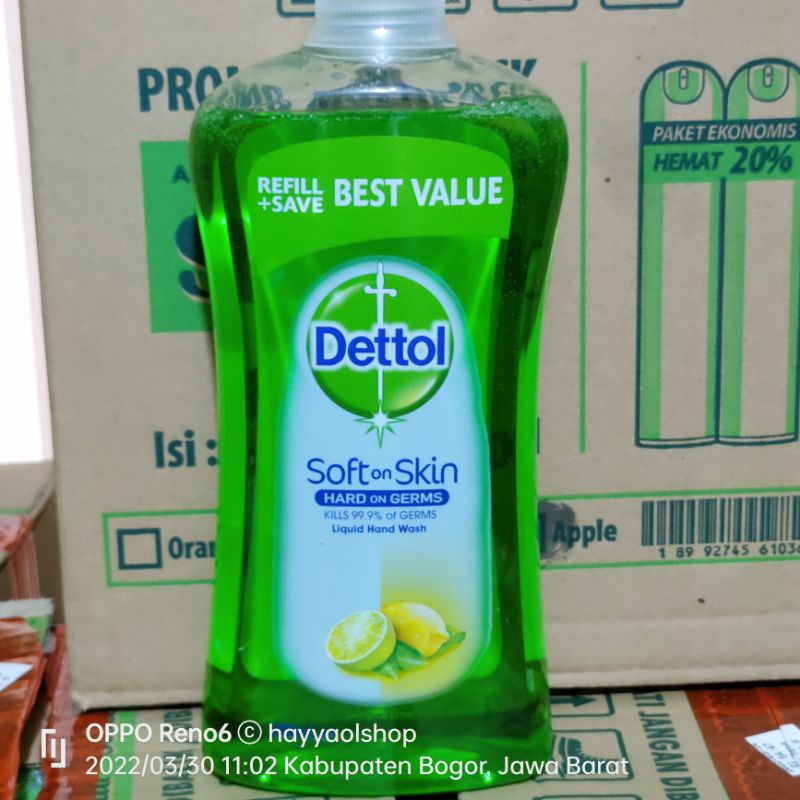 REFILL
+SAVE
BEST VALUE
Dettol
Soft on Skin
HARD ON GERMS
KILLS 99.9% of GERMS
Liquid Hand Wash
PAKET EKONOMIS
HEMAT 20%
Isi :
Apple
1 89 92745 6103
OPPO Reno6 © hayyaolshop
2022/03/30 11:02 Kabupaten Bogor, Jawa Barat